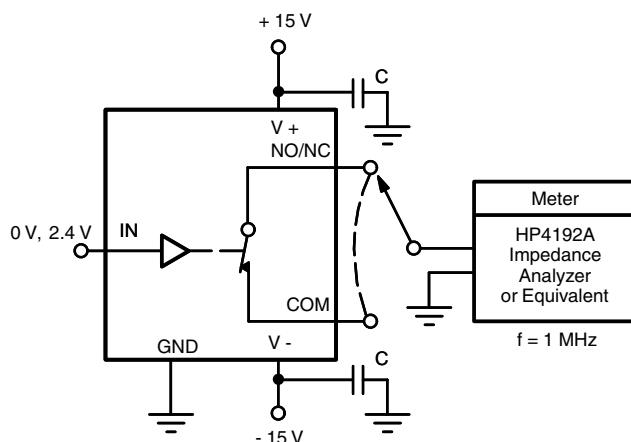 + 15 V
C
V +
NO/NC
Meter
0 V, 2.4 V
IN
HP4192A
Impedance
Analyzer
or Equivalent
COM
GND
V -
f = 1 MHz
C
- 15 V